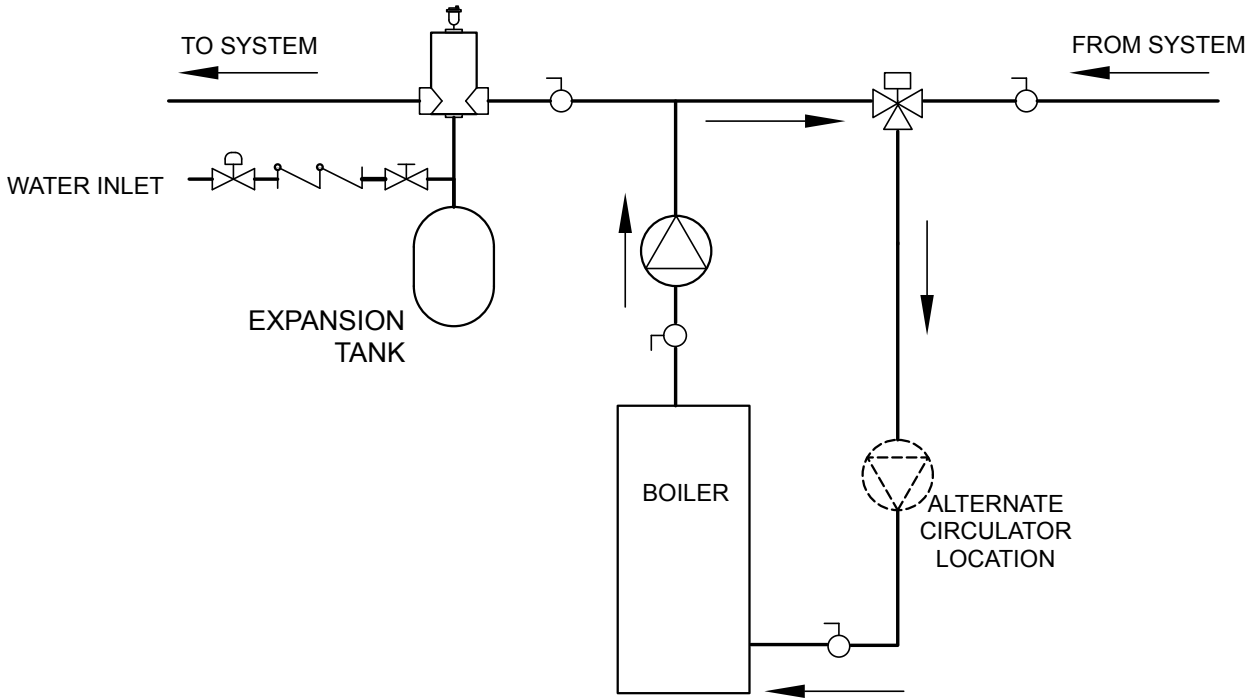 TO SYSTEM
FROM SYSTEM
WATER INLET
EXPANSION
TANK
BOILER
ALTERNATE
CIRCULATOR
LOCATION